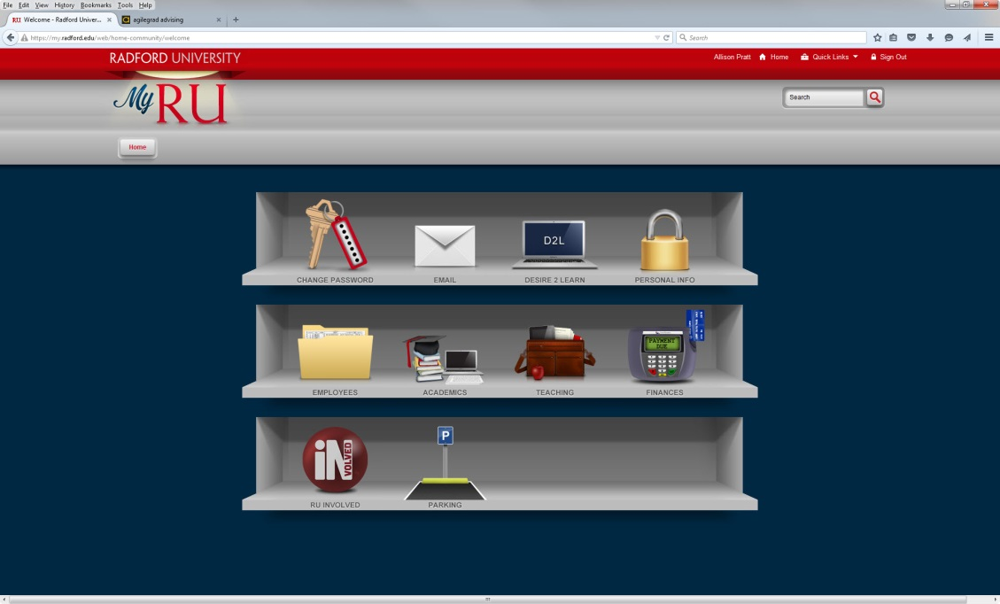 File Edit View History Bookmarks Tools Help
RU Welcome - Radford Univer... × agilegrad advising × +
https://my.radford.edu/web/home-community/welcome Search
RADFORD UNIVERSITY Allison Pratt Home Quick Links Sign Out
My RU
Search
Home
D2L
CHANGE PASSWORD EMAIL DESIRE 2 LEARN PERSONAL INFO
PAYMENT
DUE
EMPLOYEES ACADEMICS TEACHING FINANCES
P
iN
VOLVED
RU INVOLVED PARKING